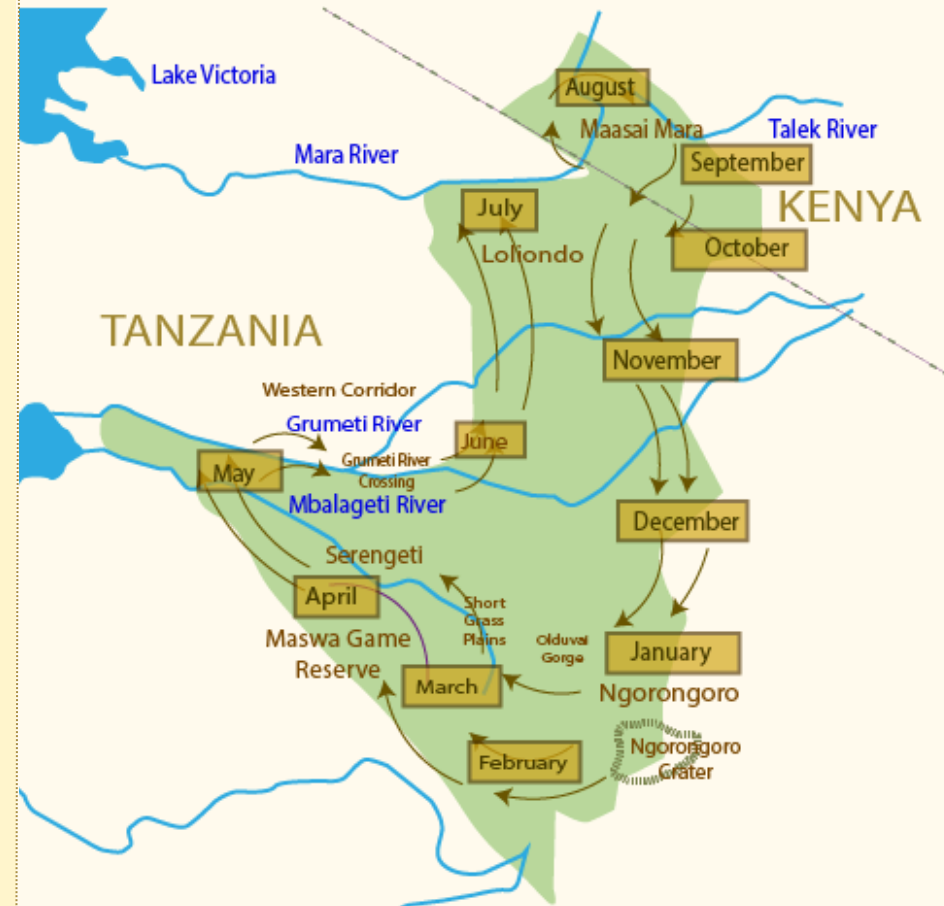 August
Lake Victoria
Maasai Mara
Talek River
Mara River
September
July
KENYA
October
Loliondo
TANZANIA
November
Western Corridor
Grumeti River
June
Grumeti River
Crossing
May
Mbalageti River
December
Serengeti
April
Short
Grass
Plains
Maswa Game
Reserve
Olduvai
Gorge
January
March
Ngorongoro
Ngorongoro
Crater
February